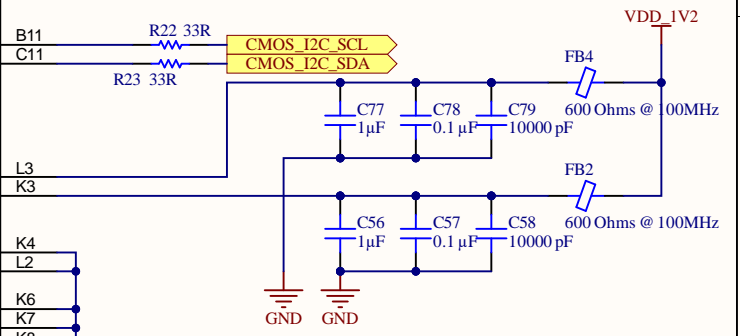 VDD_1V2
R22 33R
B11
CMOS_I2C_SCL
C11
CMOS_I2C_SDA
R23 33R
FB4
C77
C78
C79
600 Ohms @ 100MHz
1µF
0.1 µF
10000 pF
L3
FB2
K3
C56
C57
C58
600 Ohms @ 100MHz
1µF
0.1 µF
10000 pF
K4
L2
K6
GND
GND
K7